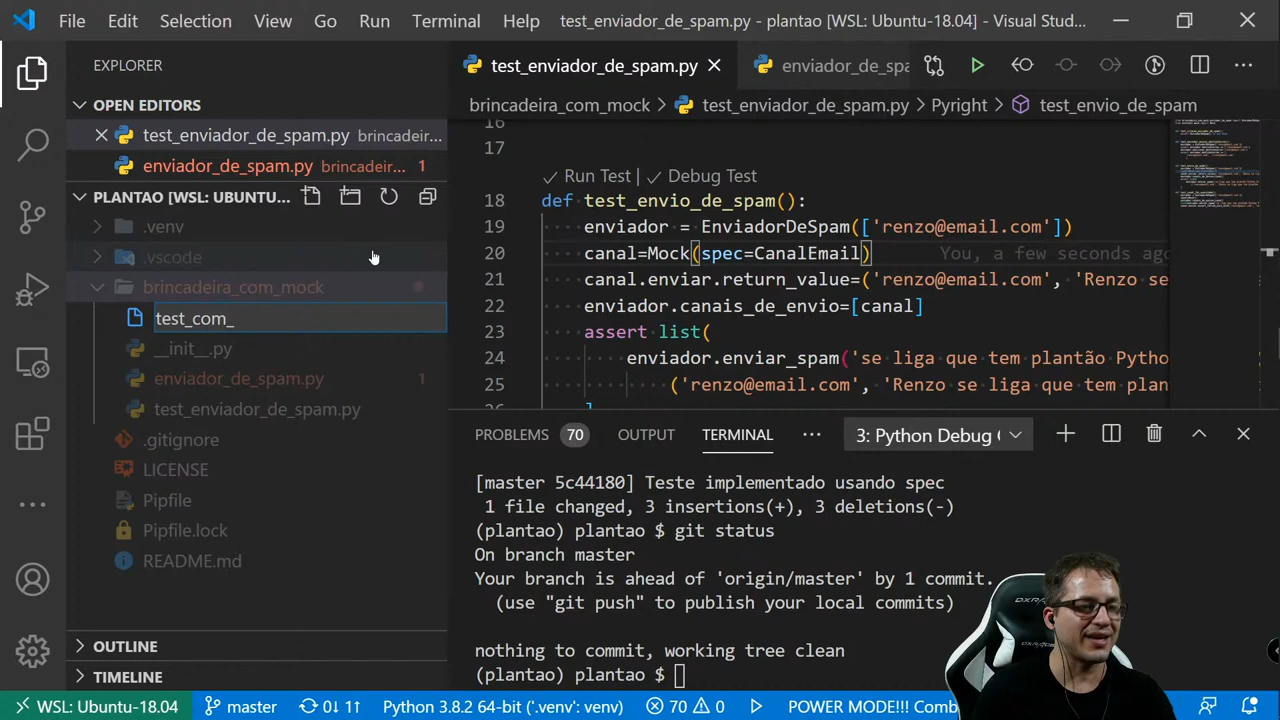 File Edit Selection View Go Run Terminal Help test_enviador_de_spam.py - plantao [WSL: Ubuntu-18.04] - Visual Stud...
EXPLORER
OPEN EDITORS
test_enviador_de_spam.py brincadeir...
enviador_de_spam.py brincadeir... 1
PLANTAO [WSL: UBUNTU...
.venv
.vscode
brincadeira_com_mock
test_com_
__init__.py
enviador_de_spam.py 1
test_enviador_de_spam.py
.gitignore
LICENSE
Pipfile
Pipfile.lock
README.md
OUTLINE
TIMELINE
test_enviador_de_spam.py enviador_de_spa
brincadeira_com_mock > test_enviador_de_spam.py > Pyright > test_envio_de_spam
16
17
Run Test | Debug Test
18 def test_envio_de_spam():
19 enviador = EnviadorDeSpam(['renzo@email.com'])
20 canal=Mock(spec=CanalEmail) You, a few seconds ago
21 canal.enviar.return_value=('renzo@email.com', 'Renzo se
22 enviador.canais_de_envio=[canal]
23 assert list(
24 enviador.enviar_spam('se liga que tem plantão Pytho
25 ('renzo@email.com', 'Renzo se liga que tem plant
26 ]
PROBLEMS 70 OUTPUT TERMINAL ... 3: Python Debug C
[master 5c44180] Teste implementado usando spec
1 file changed, 3 insertions(+), 3 deletions(-)
(plantao) plantao $ git status
On branch master
Your branch is ahead of 'origin/master' by 1 commit.
(use "git push" to publish your local commits)
nothing to commit, working tree clean
(plantao) plantao $
WSL: Ubuntu-18.04 master 0↓ 1↑ Python 3.8.2 64-bit ('.venv': venv) 70 0 POWER MODE!!! Comb